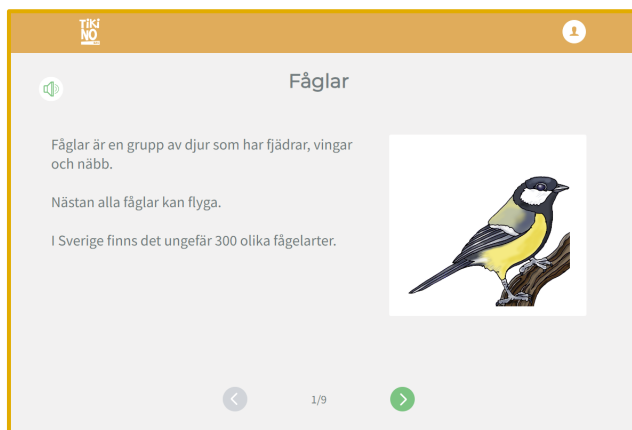 TIKI
NO
Fåglar
Fåglar är en grupp av djur som har fjädrar, vingar
och näbb.
Nästan alla fåglar kan flyga.
I Sverige finns det ungefär 300 olika fågelarter.
1/9